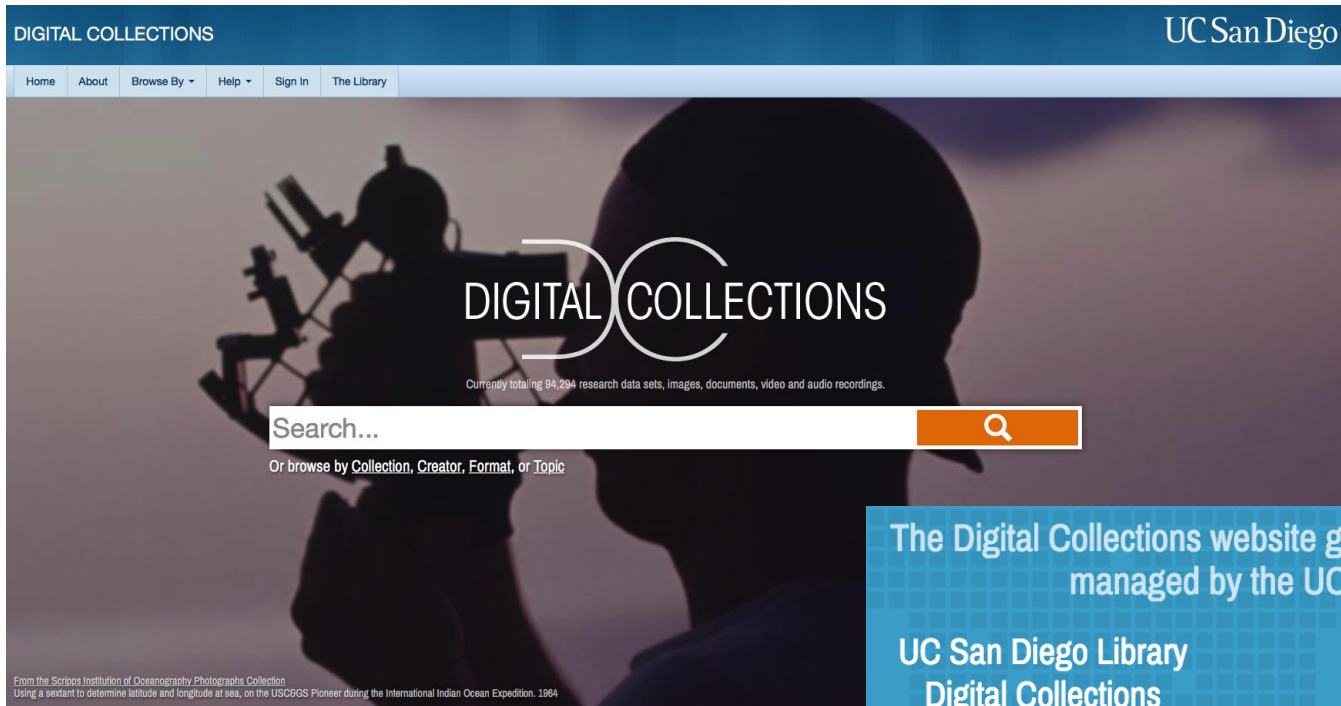 DIGITAL COLLECTIONS
UC San Diego
Home About Browse By Help Sign In The Library
DIGITAL COLLECTIONS
Currently totaling 94,294 research data sets, images, documents, video and audio recordings.
Search...
Or browse by Collection, Creator, Format, or Topic
The Digital Collections website g
managed by the UC
UC San Diego Library
Digital Collections
From the Scripps Institution of Oceanography Photographs Collection
Using a sextant to determine latitude and longitude at sea, on the USC&GS Pioneer during the International Indian Ocean Expedition. 1964